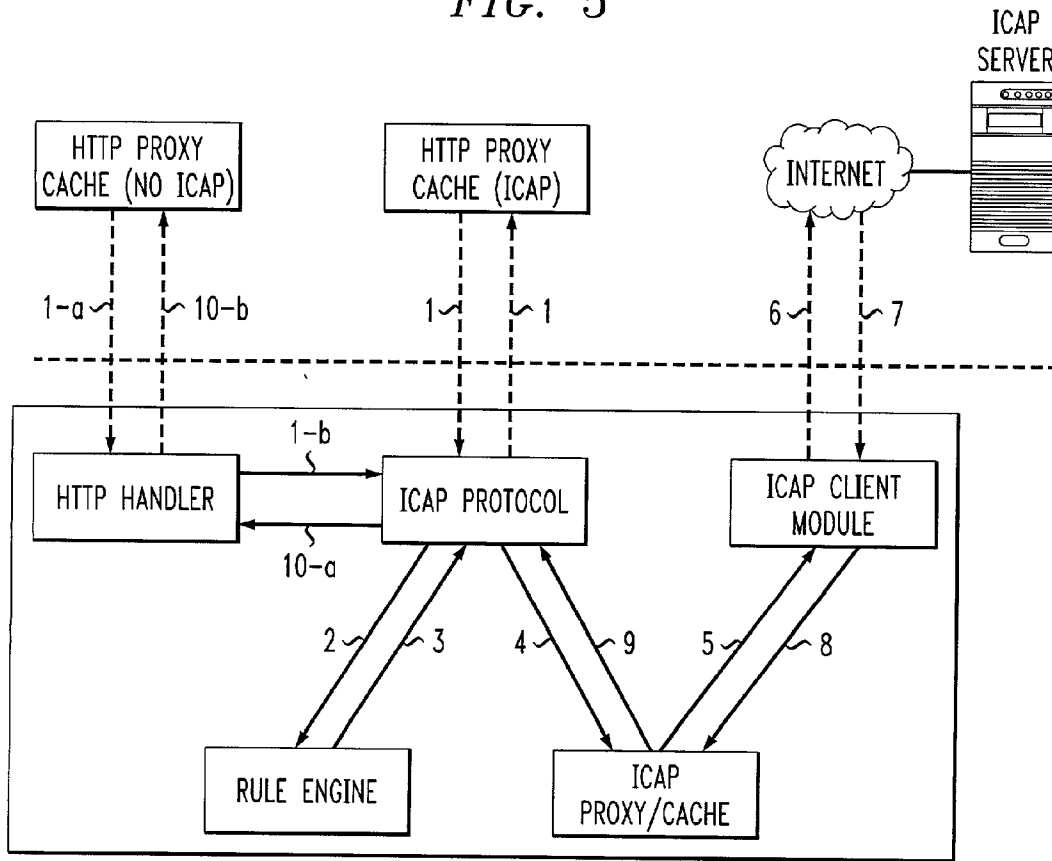 FIG. 5
ICAP
SERVER
HTTP PROXY
CACHE (NO ICAP)
HTTP PROXY
CACHE (ICAP)
INTERNET
1-a
10-b
1
1
6
7
1-b
HTTP HANDLER
ICAP PROTOCOL
ICAP CLIENT
MODULE
10-a
2
3
4
9
5
8
RULE ENGINE
ICAP
PROXY/CACHE